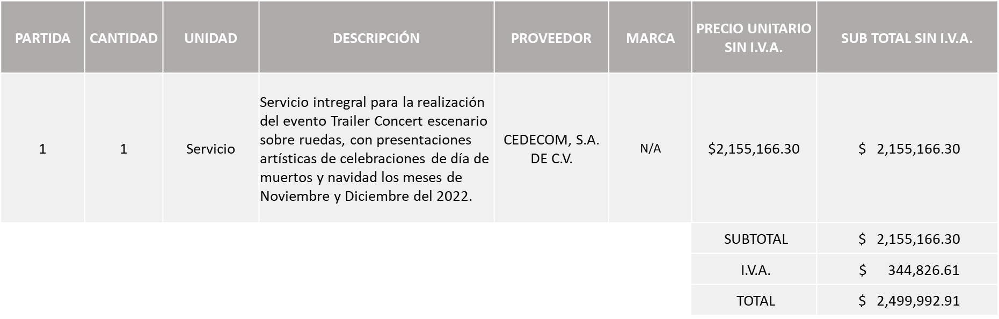 PARTIDA CANTIDAD UNIDAD DESCRIPCIÓN PROVEEDOR MARCA PRECIO UNITARIO SIN I.V.A. SUB TOTAL SIN I.V.A.
1 1 Servicio
Servicio intregral para la realización
del evento Trailer Concert escenario
sobre ruedas, con presentaciones
artísticas de celebraciones de día de
muertos y navidad los meses de
Noviembre y Diciembre del 2022.
CEDECOM, S.A.
DE C.V.
N/A $2,155,166.30 $ 2,155,166.30
SUBTOTAL $ 2,155,166.30
I.V.A. $ 344,826.61
TOTAL $ 2,499,992.91